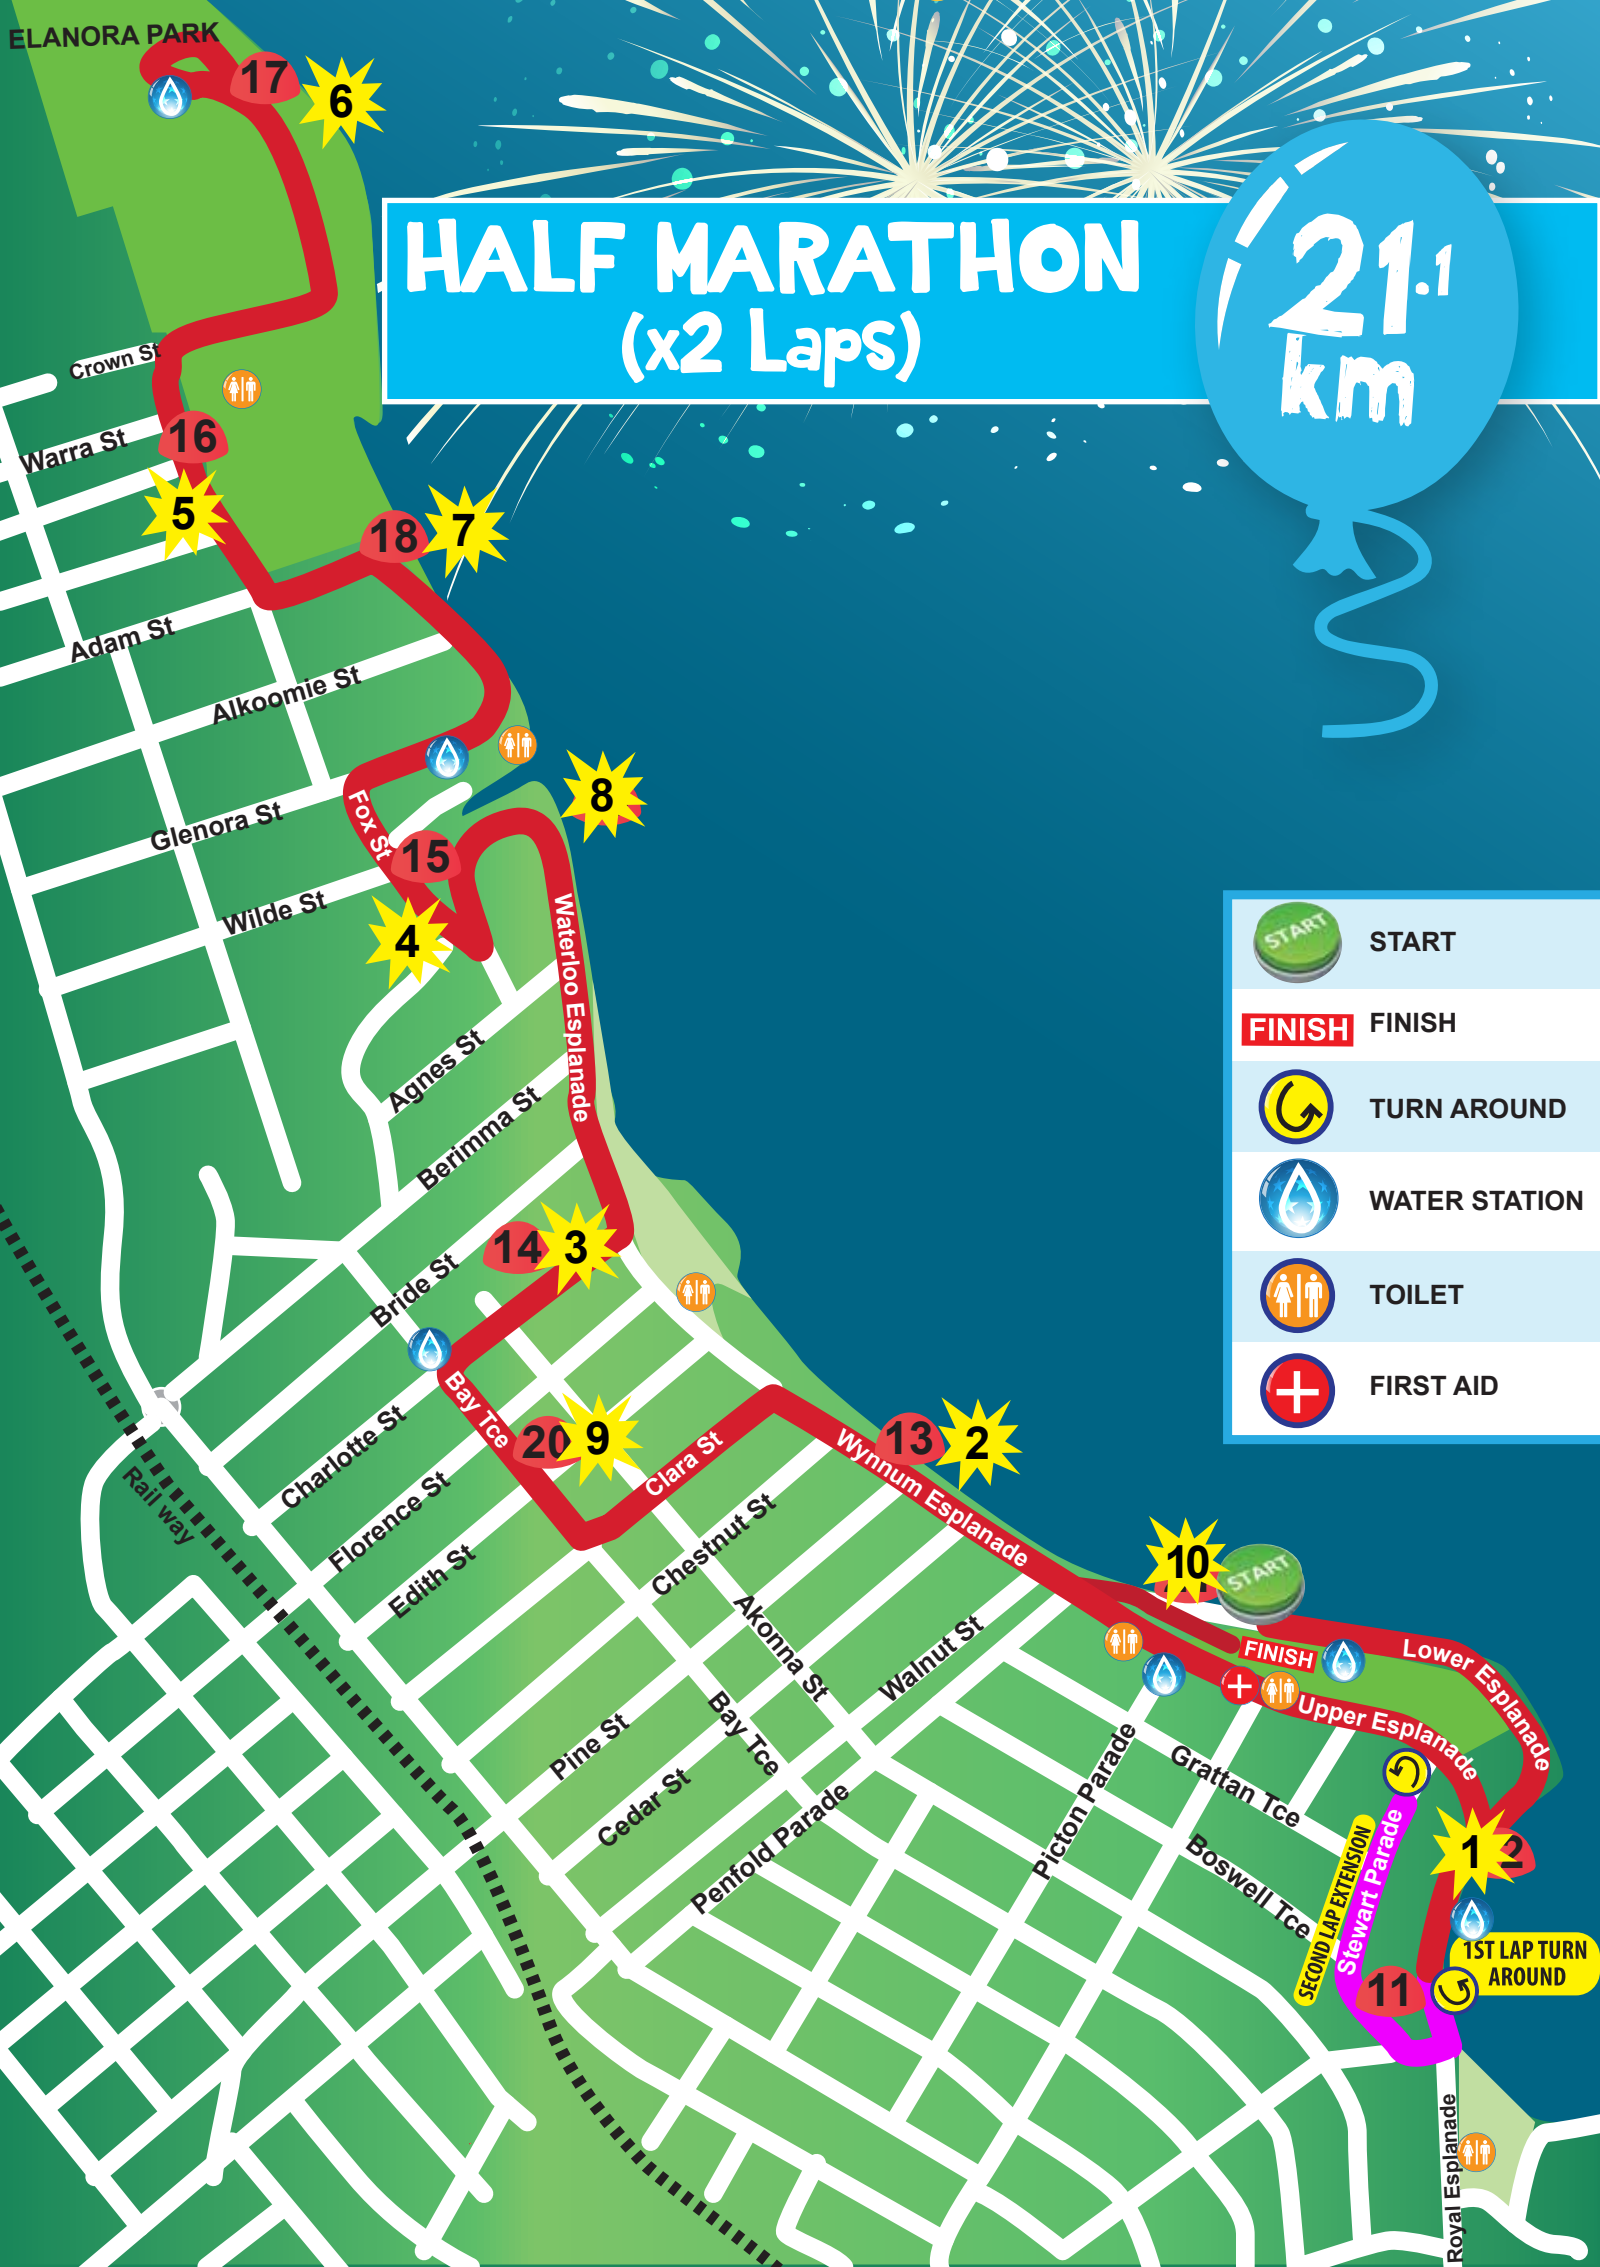 ELANORA PARK
17
6
HALF MARATHON
(x2 Laps)
21.1
km
Crown St
Warra St
16
5
18
7
Adam St
Alkoomie St
Glenora St
Fox St
8
15
Wilde St
4
Waterloo Esplanade
Agnes St
Berimma St
START
START
FINISH
FINISH
TURN AROUND
WATER STATION
TOILET
FIRST AID
14
3
Bride St
Bay Tce
20
9
Clara St
13
2
Wynnum Esplanade
Charlotte St
Florence St
Edith St
Rail way
Chestnut St
Akonna St
Walnut St
10
START
FINISH
Lower Esplanade
Upper Esplanade
Pine St
Bay Tce
Cedar St
Penfold Parade
Picton Parade
Grattan Tce
Boswell Tce
SECOND LAP EXTENSION
Stewart Parade
1
2
1ST LAP TURN
AROUND
11
Royal Esplanade